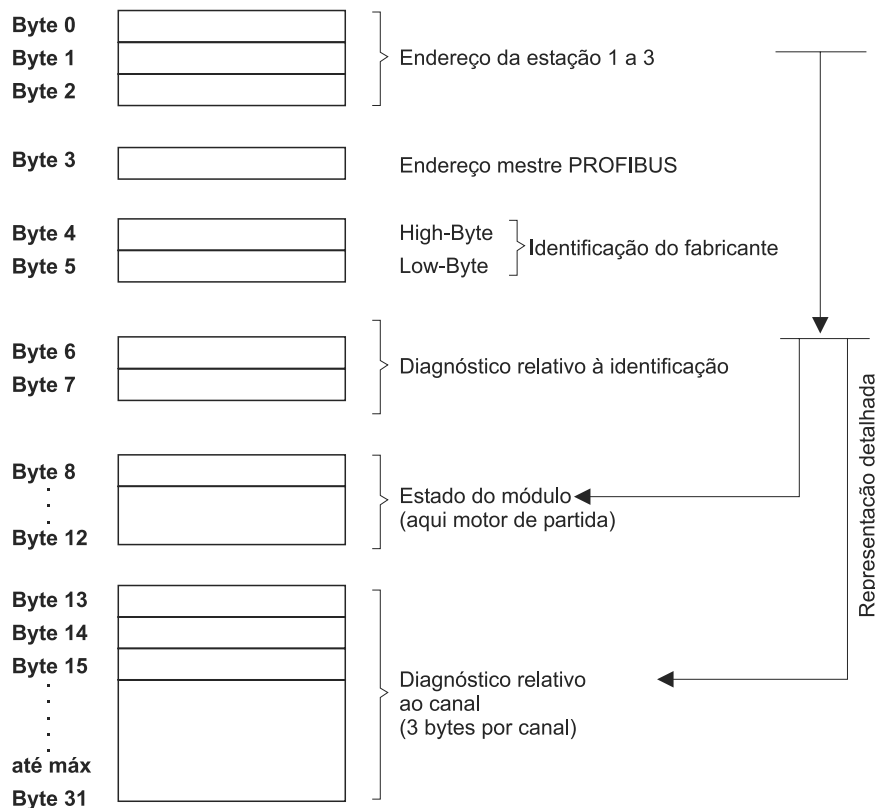 Byte 0
Byte 1
Byte 2
Endereço da estação 1 a 3
Byte 3
Endereço mestre PROFIBUS
Byte 4
Byte 5
High-Byte
Low-Byte
Identificação do fabricante
Byte 6
Byte 7
Diagnóstico relativo à identificação
Byte 8
Byte 12
Estado do módulo
(aqui motor de partida)
Byte 13
Byte 14
Byte 15
até máx
Byte 31
Diagnóstico relativo
ao canal
(3 bytes por canal)
Representação detalhada